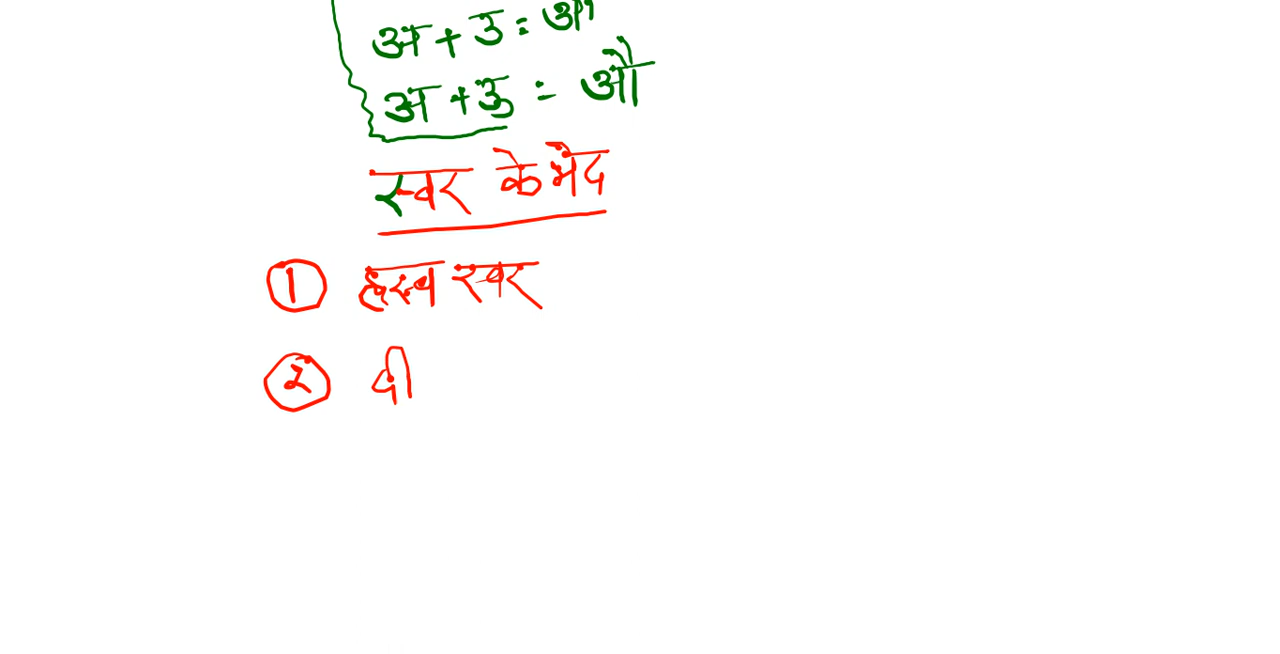 अ + उ =
अ + ऊ = औ
स्वर के भेद
1 ह्रस्व स्वर
2 दी